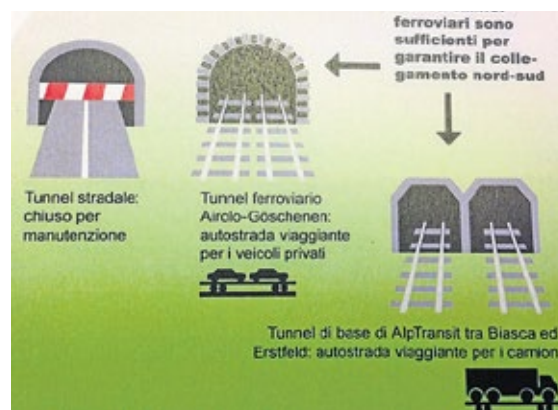 ferroviari sono
sufficienti per
garantire il colle-
gamento nord-sud
Tunnel stradale:
chiuso per
manutenzione
Tunnel ferroviario
Airolo-Göschenen:
autostrada viaggiante
per i veicoli privati
Tunnel di base di AlpTransit tra Biasca ed
Erstfeld: autostrada viaggiante per i camion